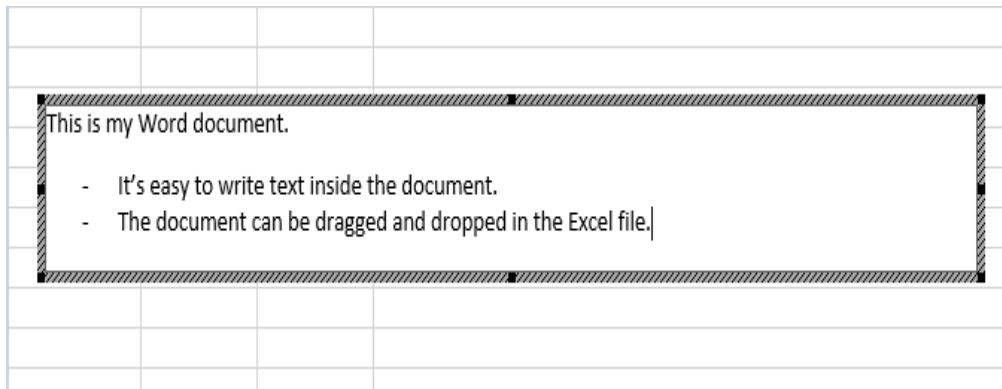 This is my Word document.
- It’s easy to write text inside the document.
- The document can be dragged and dropped in the Excel file.